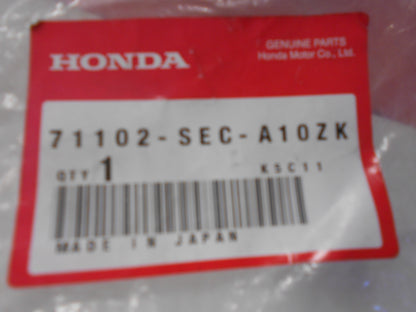 HONDA
GENUINE PARTS
Honda Motor Co., Ltd.
71102-SEC-A10ZK
QTY 1 KSC11
MADE IN JAPAN